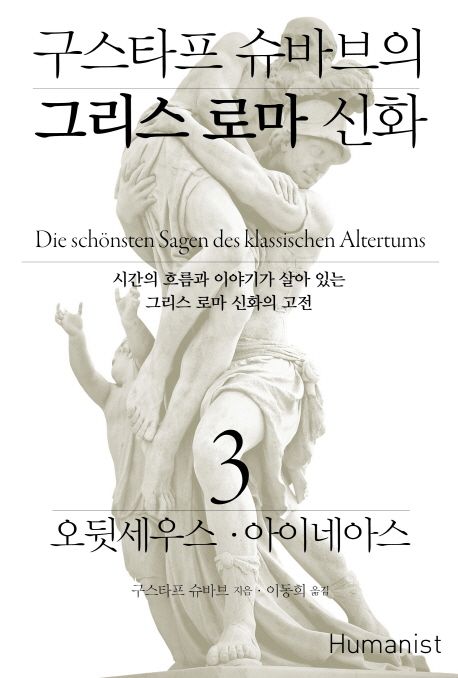 구스타프 슈바브의
그리스 로마 신화
Die schönsten Sagen des klassischen Altertums
시간의 흐름과 이야기가 살아 있는
그리스 로마 신화의 고전
3
오뒷세우스 · 아이네아스
구스타프 슈바브 지음 · 이동희 옮김
Humanist